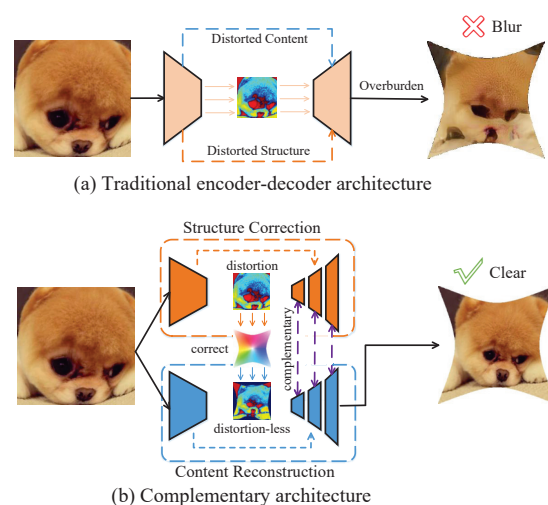 Distorted Content
Blur
Overburden
Distorted Structure
(a) Traditional encoder-decoder architecture
Structure Correction
distortion
Clear
correct
complementary
distortion-less
Content Reconstruction
(b) Complementary architecture